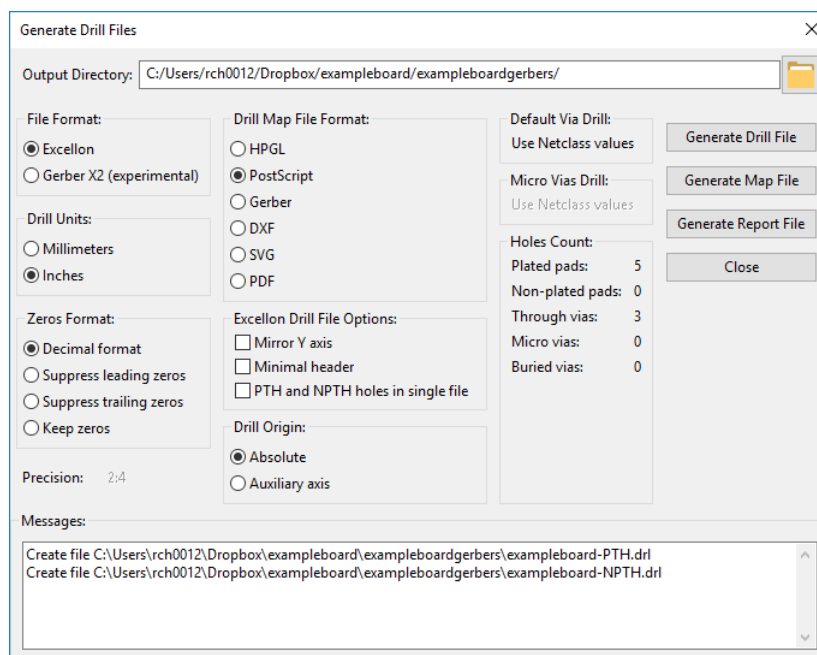 Generate Drill Files
Output Directory: C:/Users/rch0012/Dropbox/exampleboard/exampleboardgerbers/
File Format:
Excellon
Gerber X2 (experimental)
Drill Units:
Millimeters
Inches
Zeros Format:
Decimal format
Suppress leading zeros
Suppress trailing zeros
Keep zeros
Precision: 2:4
Drill Map File Format:
HPGL
PostScript
Gerber
DXF
SVG
PDF
Excellon Drill File Options:
Mirror Y axis
Minimal header
PTH and NPTH holes in single file
Drill Origin:
Absolute
Auxiliary axis
Default Via Drill:
Use Netclass values
Micro Vias Drill:
Use Netclass values
Holes Count:
Plated pads: 5
Non-plated pads: 0
Through vias: 3
Micro vias: 0
Buried vias: 0
Generate Drill File
Generate Map File
Generate Report File
Close
Messages:
Create file C:\Users\rch0012\Dropbox\exampleboard\exampleboardgerbers\exampleboard-PTH.drl
Create file C:\Users\rch0012\Dropbox\exampleboard\exampleboardgerbers\exampleboard-NPTH.drl